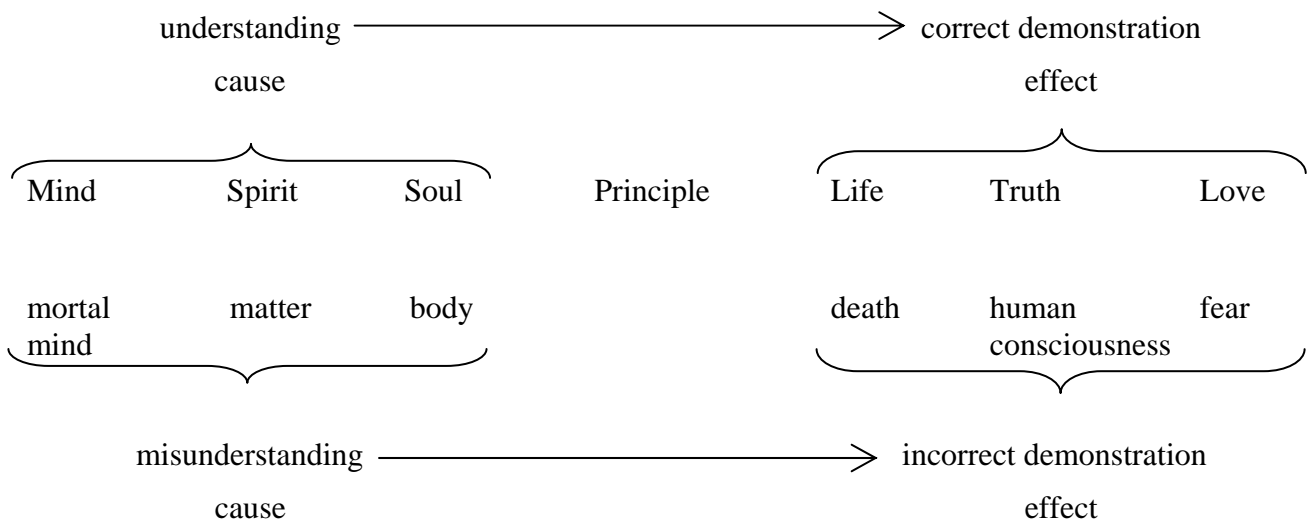 understanding correct demonstration
cause effect
Mind Spirit Soul Principle Life Truth Love
mortal matter body death human fear
mind consciousness
misunderstanding incorrect demonstration
cause effect